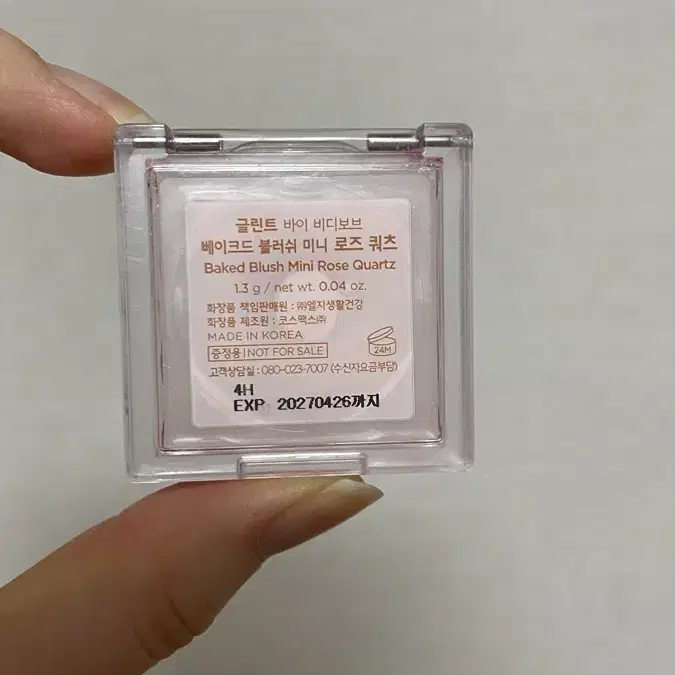 글린트 바이 비디보브
베이크드 블러쉬 미니 로즈 쿼츠
Baked Blush Mini Rose Quartz
1.3 g / net wt. 0.04 oz.
화장품 책임판매원 : ㈜엘지생활건강
화장품 제조원 : 코스맥스㈜
MADE IN KOREA
증정용 | NOT FOR SALE
24M
고객상담실 : 080-023-7007 (수신자요금부담)
4H
EXP 20270426까지